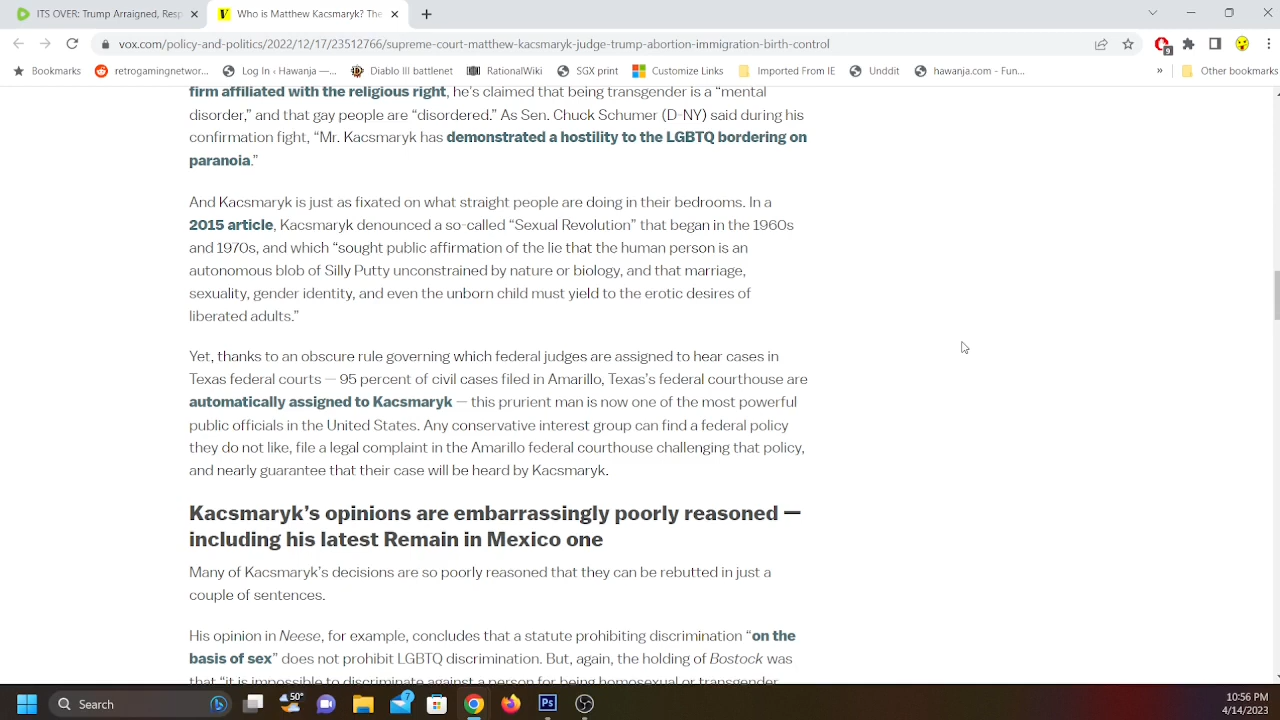 ITS OVER: Trump Arraigned, Resp
Who is Matthew Kacsmaryk? The
vox.com/policy-and-politics/2022/12/17/23512766/supreme-court-matthew-kacsmaryk-judge-trump-abortion-immigration-birth-control
9
Bookmarks retrogamingnetwor... Log In ‹ Hawanja —... Diablo III battlenet RationalWiki SGX print Customize Links Imported From IE Unddit hawanja.com - Fun... » Other bookmarks
firm affiliated with the religious right, he's claimed that being transgender is a “mental
disorder,” and that gay people are “disordered.” As Sen. Chuck Schumer (D-NY) said during his
confirmation fight, “Mr. Kacsmaryk has demonstrated a hostility to the LGBTQ bordering on
paranoia.”
And Kacsmaryk is just as fixated on what straight people are doing in their bedrooms. In a
2015 article, Kacsmaryk denounced a so-called “Sexual Revolution” that began in the 1960s
and 1970s, and which “sought public affirmation of the lie that the human person is an
autonomous blob of Silly Putty unconstrained by nature or biology, and that marriage,
sexuality, gender identity, and even the unborn child must yield to the erotic desires of
liberated adults.”
Yet, thanks to an obscure rule governing which federal judges are assigned to hear cases in
Texas federal courts — 95 percent of civil cases filed in Amarillo, Texas's federal courthouse are
automatically assigned to Kacsmaryk — this prurient man is now one of the most powerful
public officials in the United States. Any conservative interest group can find a federal policy
they do not like, file a legal complaint in the Amarillo federal courthouse challenging that policy,
and nearly guarantee that their case will be heard by Kacsmaryk.
Kacsmaryk's opinions are embarrassingly poorly reasoned —
including his latest Remain in Mexico one
Many of Kacsmaryk's decisions are so poorly reasoned that they can be rebutted in just a
couple of sentences.
His opinion in Neese, for example, concludes that a statute prohibiting discrimination “on the
basis of sex” does not prohibit LGBTQ discrimination. But, again, the holding of Bostock was
that “it is impossible to discriminate against a person for being homosexual or transgender
Search 50° 7 Ps 10:56 PM
4/14/2023